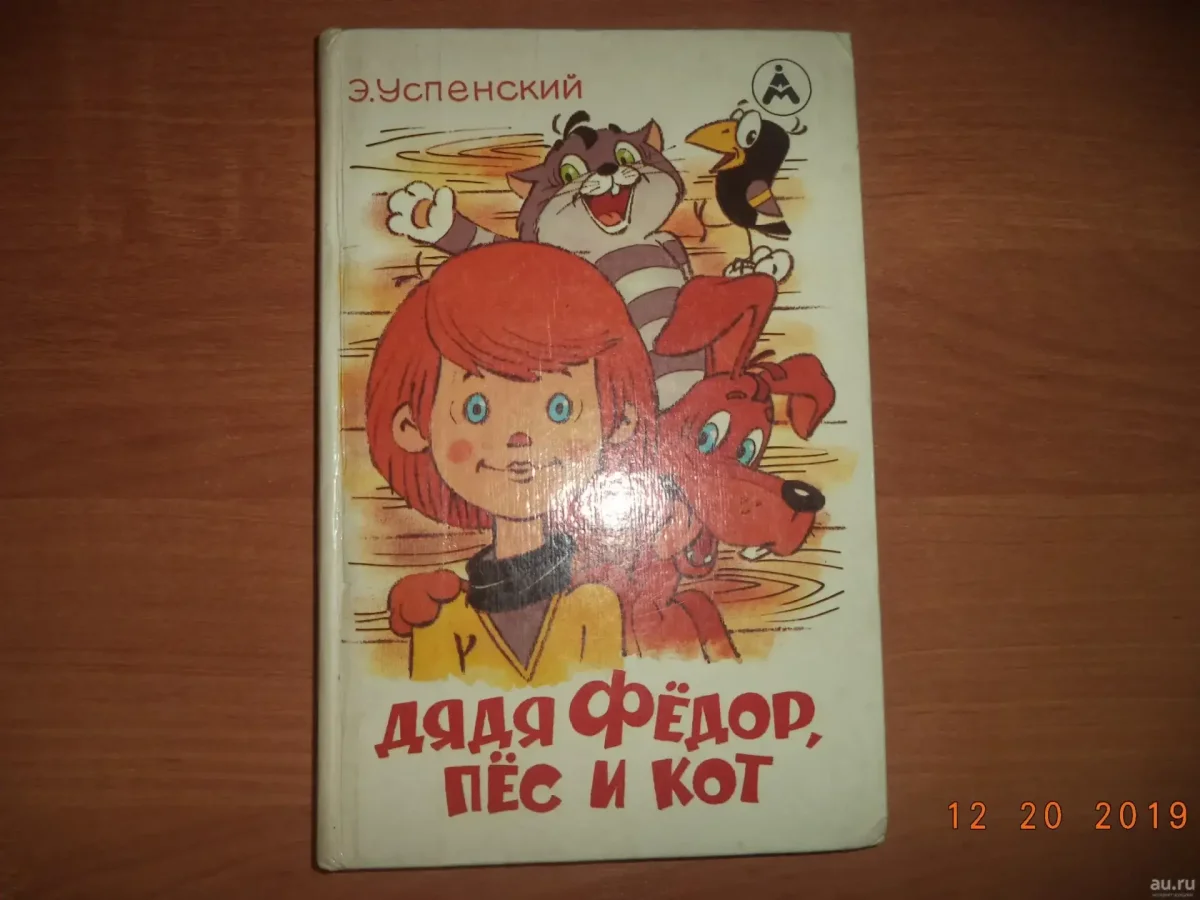 Э.Успенский
ДЯДЯ ФЁДОР,
ПЁС И КОТ
12 20 2019
au.ru